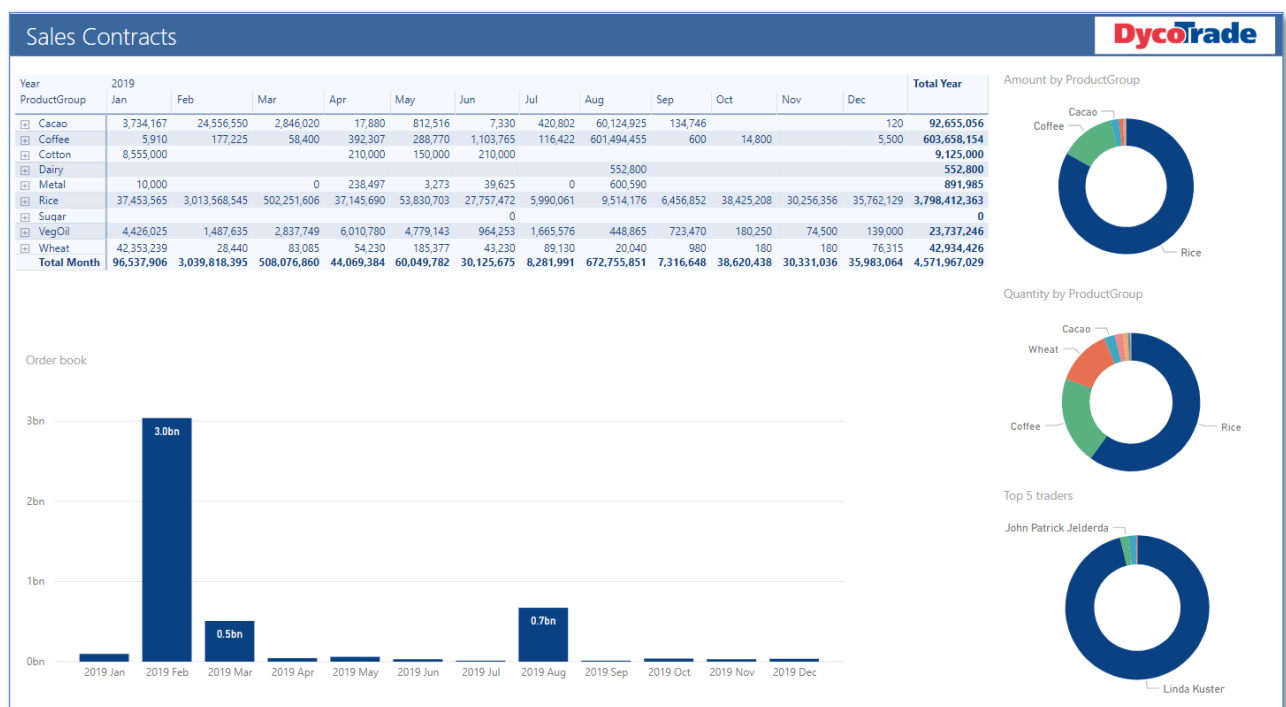 Sales Contracts
DycoTrade
Year 2019 Total Year
ProductGroup Jan Feb Mar Apr May Jun Jul Aug Sep Oct Nov Dec
Cacao 3,734,167 24,556,550 2,846,020 17,880 812,516 7,330 420,802 60,124,925 134,746 120 92,655,056
Coffee 5,910 177,225 58,400 392,307 288,770 1,103,765 116,422 601,494,455 600 14,800 5,500 603,658,154
Cotton 8,555,000 210,000 150,000 210,000 9,125,000
Dairy 552,800 552,800
Metal 10,000 0 238,497 3,273 39,625 0 600,590 891,985
Rice 37,453,565 3,013,568,545 502,251,606 37,145,690 53,830,703 27,757,472 5,990,061 9,514,176 6,456,852 38,425,208 30,256,356 35,762,129 3,798,412,363
Sugar 0 0
VegOil 4,426,025 1,487,635 2,837,749 6,010,780 4,779,143 964,253 1,665,576 448,865 723,470 180,250 74,500 139,000 23,737,246
Wheat 42,353,239 28,440 83,085 54,230 185,377 43,230 89,130 20,040 980 180 180 76,315 42,934,426
Total Month 96,537,906 3,039,818,395 508,076,860 44,069,384 60,049,782 30,125,675 8,281,991 672,755,851 7,316,648 38,620,438 30,331,036 35,983,064 4,571,967,029
Amount by ProductGroup
Cacao
Coffee
Rice
Quantity by ProductGroup
Cacao
Wheat
Coffee
Rice
Top 5 traders
John Patrick Jelderda
Linda Kuster
Order book
3bn
3.0bn
2bn
1bn
0.7bn
0.5bn
0bn
2019 Jan 2019 Feb 2019 Mar 2019 Apr 2019 May 2019 Jun 2019 Jul 2019 Aug 2019 Sep 2019 Oct 2019 Nov 2019 Dec